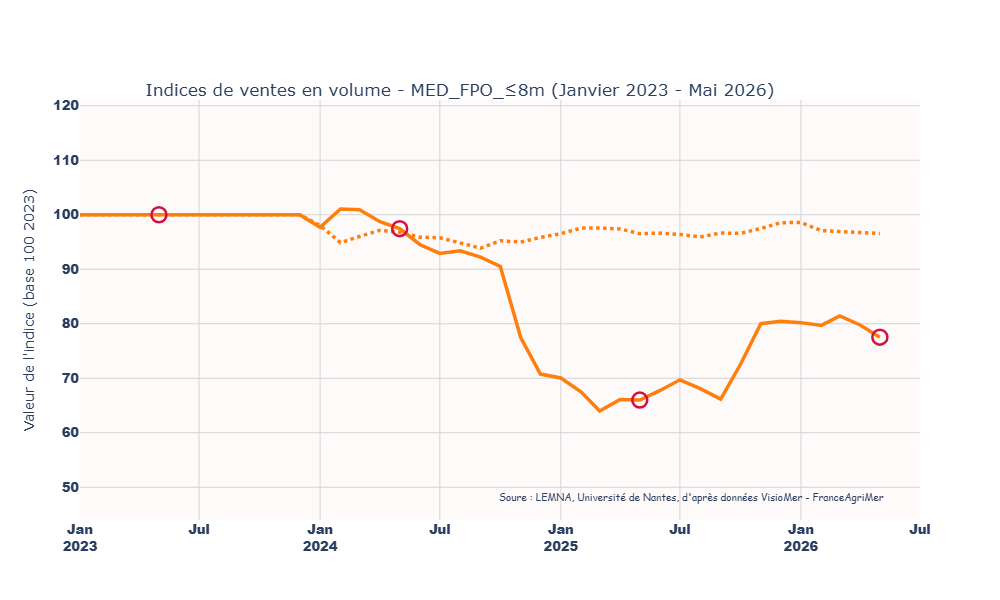 Indices de ventes en volume - MED_FPO_≤8m (Janvier 2023 - Mai 2026)
Valeur de l'indice (base 100 2023)
120
110
100
90
80
70
60
50
Soure : LEMNA, Université de Nantes, d'après données VisioMer - FranceAgriMer
Jan Jul Jan Jul Jan Jul Jan Jul
2023 2024 2025 2026